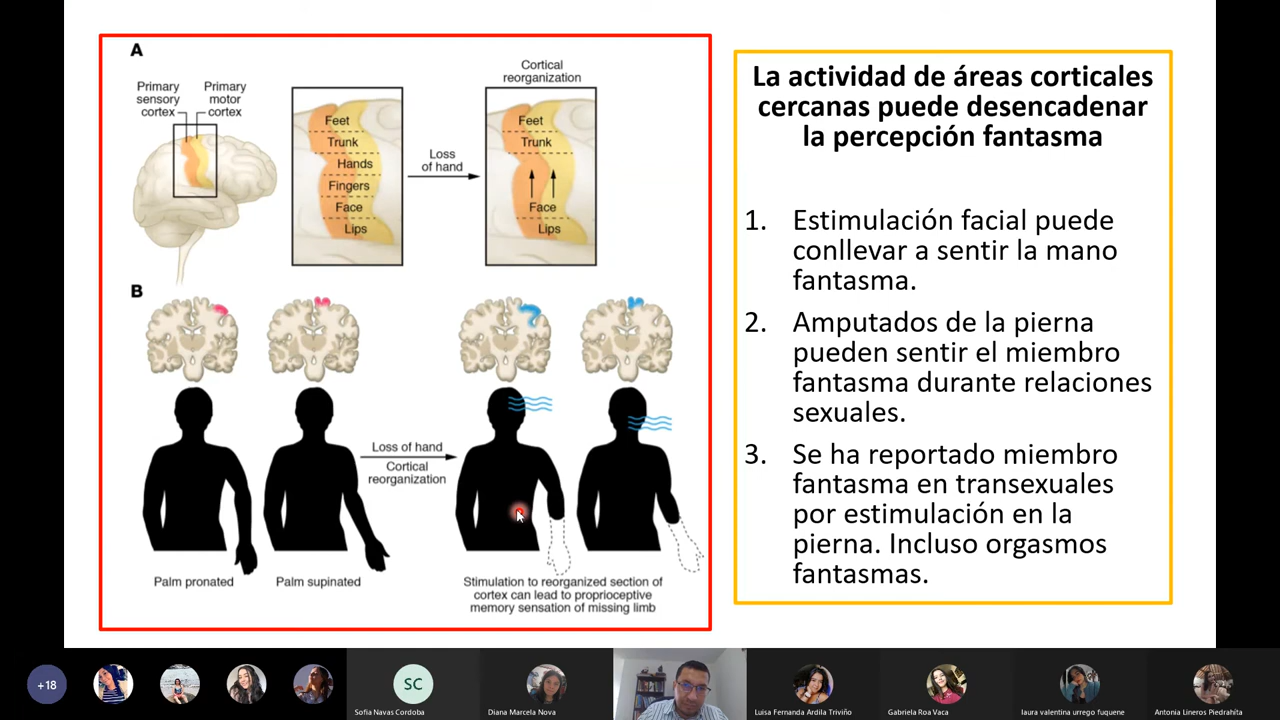 A
Primary
sensory
cortex
Primary
motor
cortex
Feet
Trunk
Hands
Fingers
Face
Lips
Loss
of hand
Cortical
reorganization
Feet
Trunk
Face
Lips
B
Loss of hand
Cortical
reorganization
Palm pronated
Palm supinated
Stimulation to reorganized section of
cortex can lead to proprioceptive
memory sensation of missing limb
La actividad de áreas corticales
cercanas puede desencadenar
la percepción fantasma
1. Estimulación facial puede
conllevar a sentir la mano
fantasma.
2. Amputados de la pierna
pueden sentir el miembro
fantasma durante relaciones
sexuales.
3. Se ha reportado miembro
fantasma en transexuales
por estimulación en la
pierna. Incluso orgasmos
fantasmas.
+18
SC
Sofía Navas Cordoba
Diana Marcela Nova
Luisa Fernanda Ardila Triviño
Gabriela Roa Vaca
laura valentina urrego fuquene
Antonia Lineros Piedrahíta